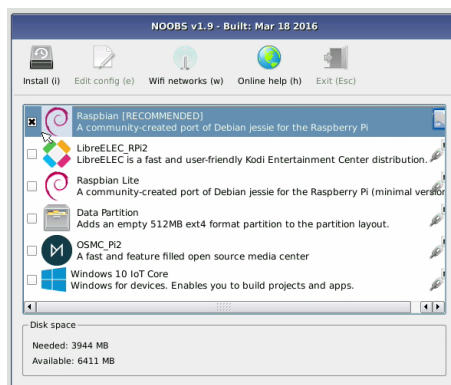 NOOBS v1.9 - Built: Mar 18 2016
Install (i) Edit config (e) Wifi networks (w) Online help (h) Exit (Esc)
Raspbian [RECOMMENDED]
A community-created port of Debian jessie for the Raspberry Pi
LibreELEC_RPi2
LibreELEC is a fast and user-friendly Kodi Entertainment Center distribution.
Raspbian Lite
A community-created port of Debian jessie for the Raspberry Pi (minimal version
Data Partition
Adds an empty 512MB ext4 format partition to the partition layout.
OSMC_Pi2
A fast and feature filled open source media center
Windows 10 IoT Core
Windows for devices. Enables you to build projects and apps.
Disk space
Needed: 3944 MB
Available: 6411 MB